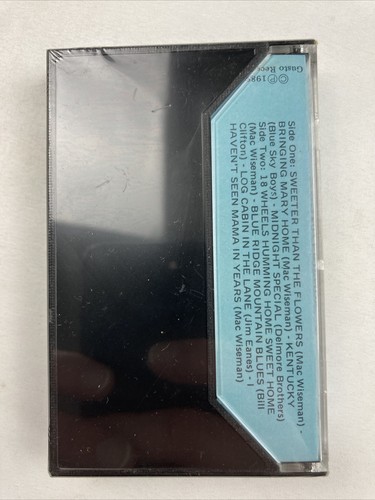 Side One: SWEETER THAN THE FLOWERS (Mac Wiseman) -
BRINGING MARY HOME (Mac Wiseman) - KENTUCKY
(Blue Sky Boys) - MIDNIGHT SPECIAL (Delmore Brothers)
Side Two: 18 WHEELS HUMMING HOME SWEET HOME
(Mac Wiseman) - BLUE RIDGE MOUNTAIN BLUES (Bill
Clifton) - LOG CABIN IN THE LANE (Jim Eanes) - I
HAVEN'T SEEN MAMA IN YEARS (Mac Wiseman)
©℗
Gusto